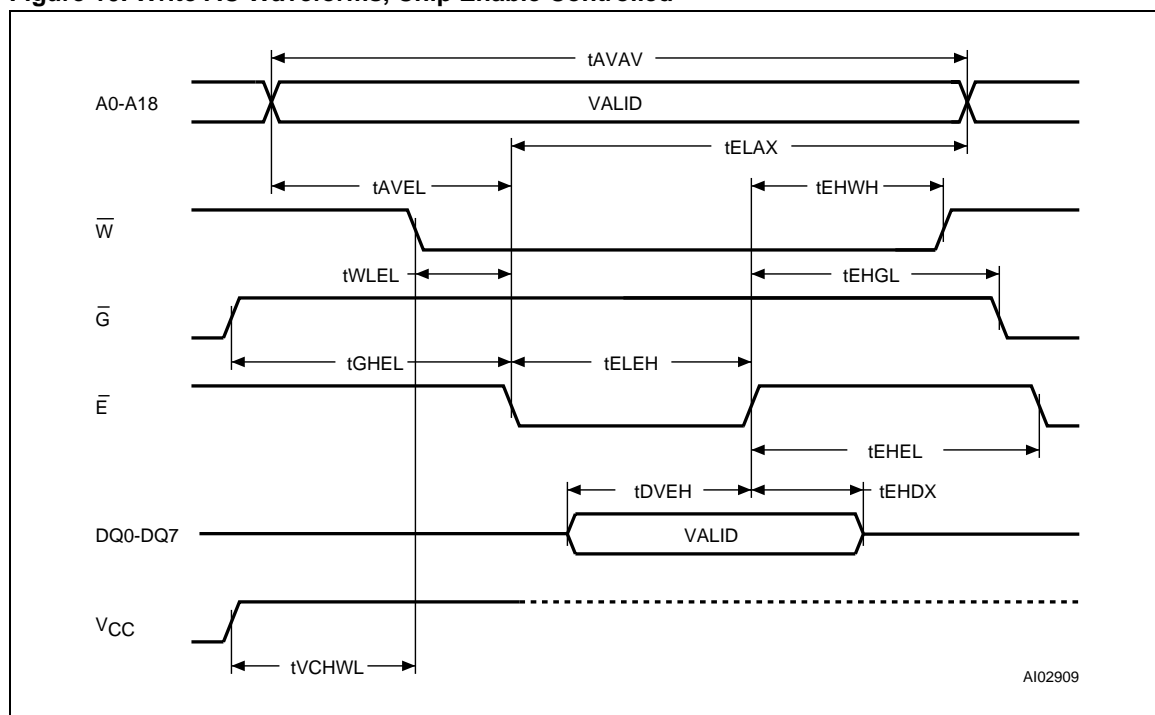 Figure Write AC Waveforms, Chip Enable Controlled
tAVAV
A0-A18
VALID
tELAX
tAVEL
tEHWH
W̅
tWLEL
tEHGL
G̅
tGHEL
tELEH
E̅
tEHEL
tDVEH
tEHDX
DQ0-DQ7
VALID
VCC
tVCHWL
AI02909